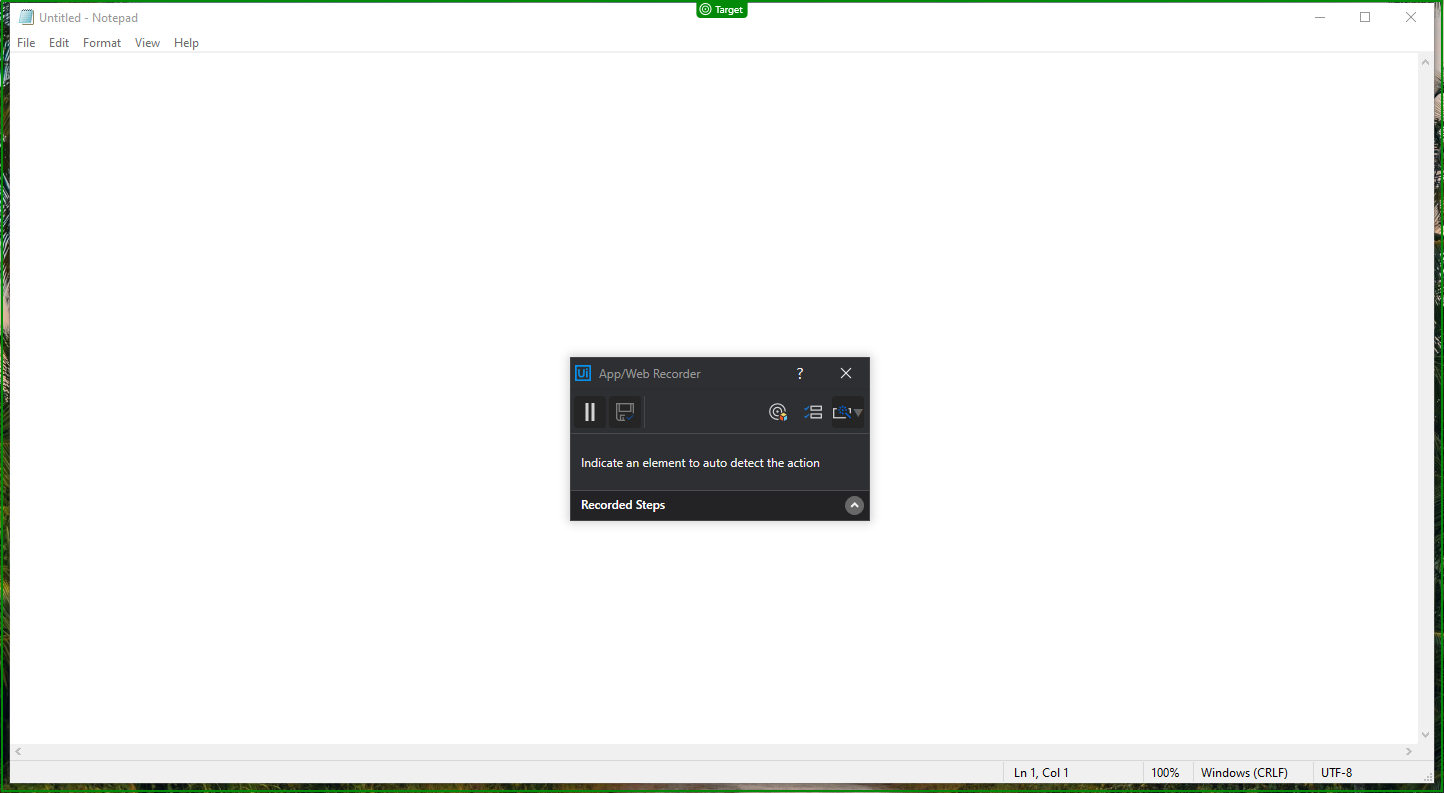 Target
Untitled - Notepad
File Edit Format View Help
Ui App/Web Recorder ?
Indicate an element to auto detect the action
Recorded Steps
Ln 1, Col 1 100% Windows (CRLF) UTF-8